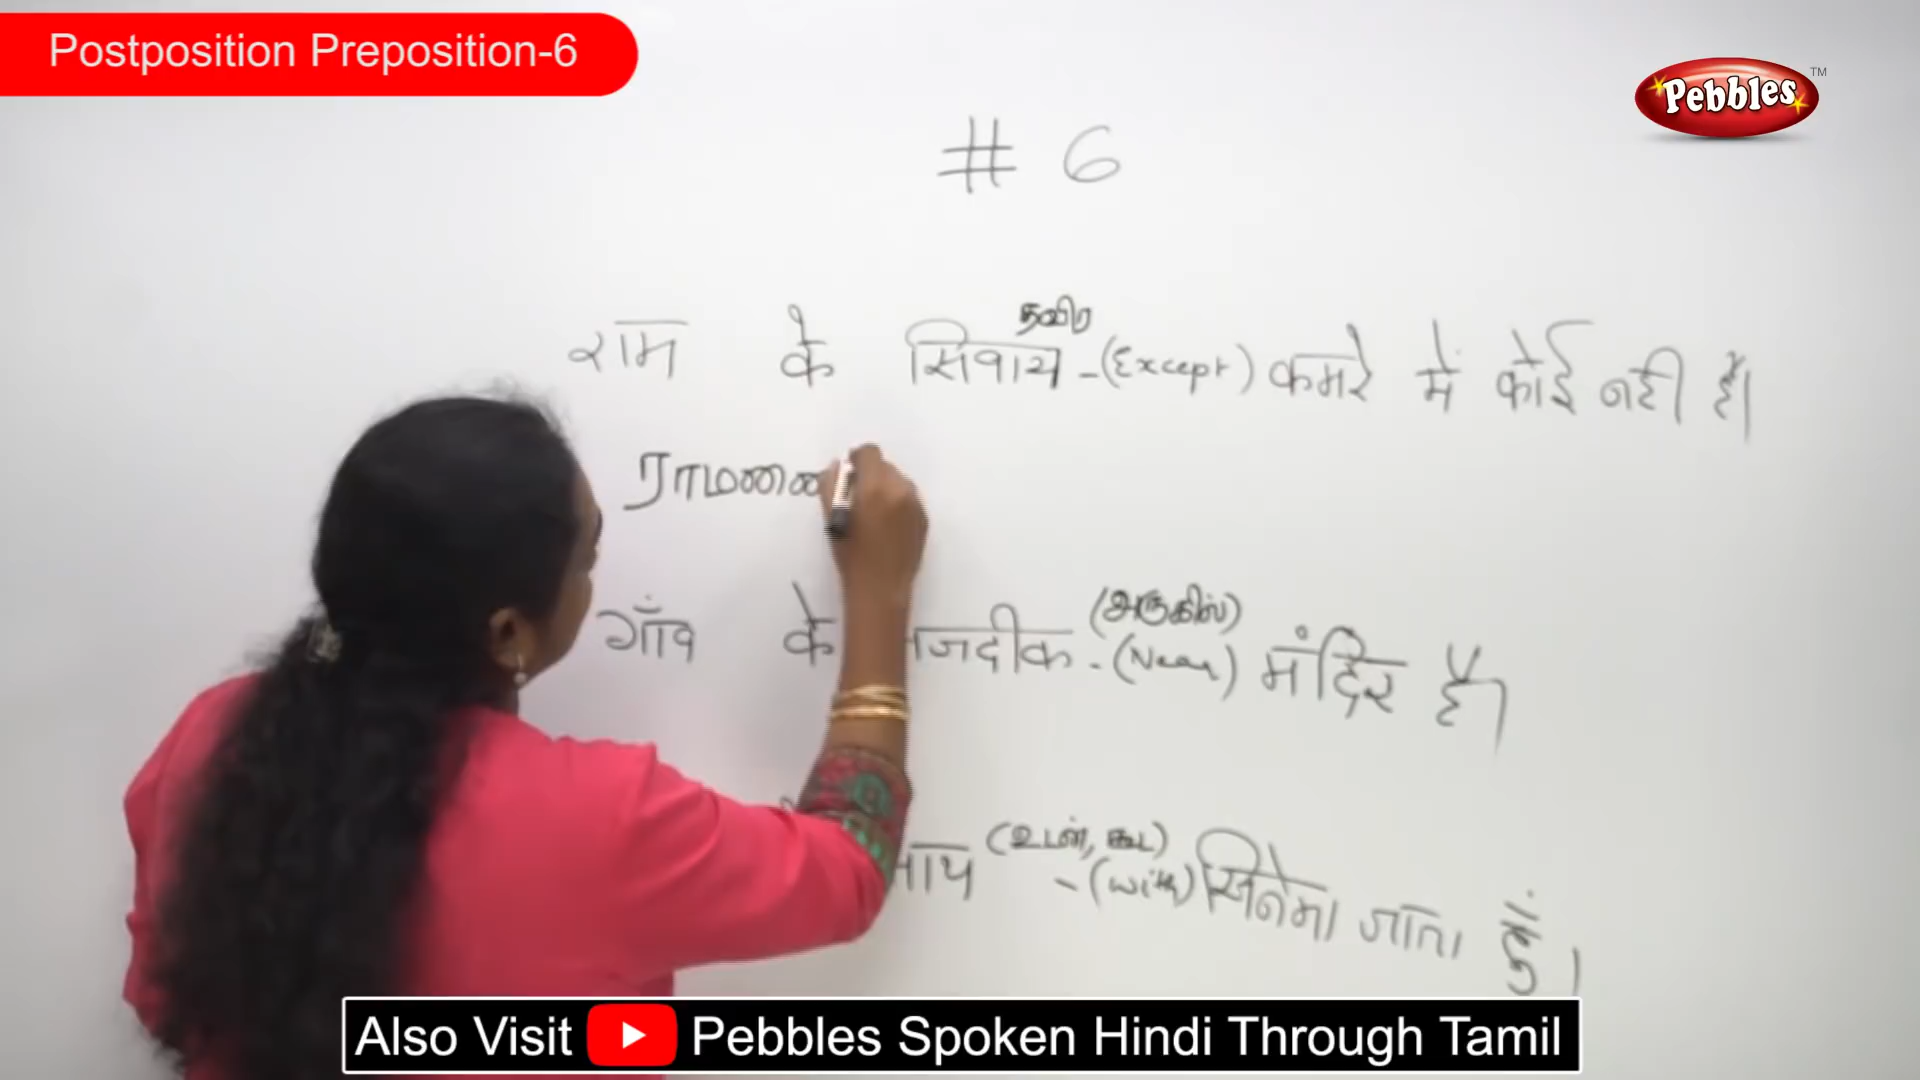 Postposition Preposition-6
Pebbles TM
# 6
தவிர
राम के सिवाय - (Except) कमरे में कोई नही है।
ராமனை
(அருகில்)
गाँव के नजदीक - (Near) मंदिर है।
(உடன், கூட)
साथ - (with) सिनेमा जाता हूँ।
Also Visit Pebbles Spoken Hindi Through Tamil